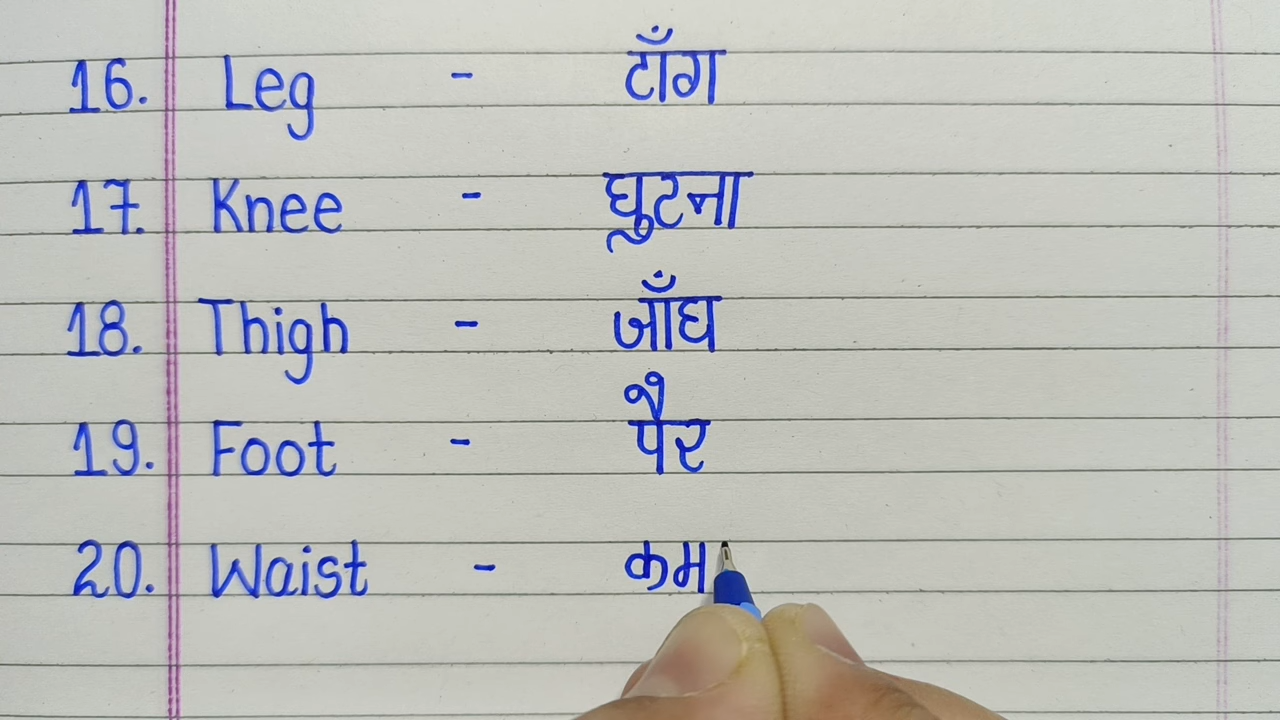 16. Leg - टाँग
17. Knee - घुटना
18. Thigh - जाँघ
19. Foot - पैर
20. Waist - कम